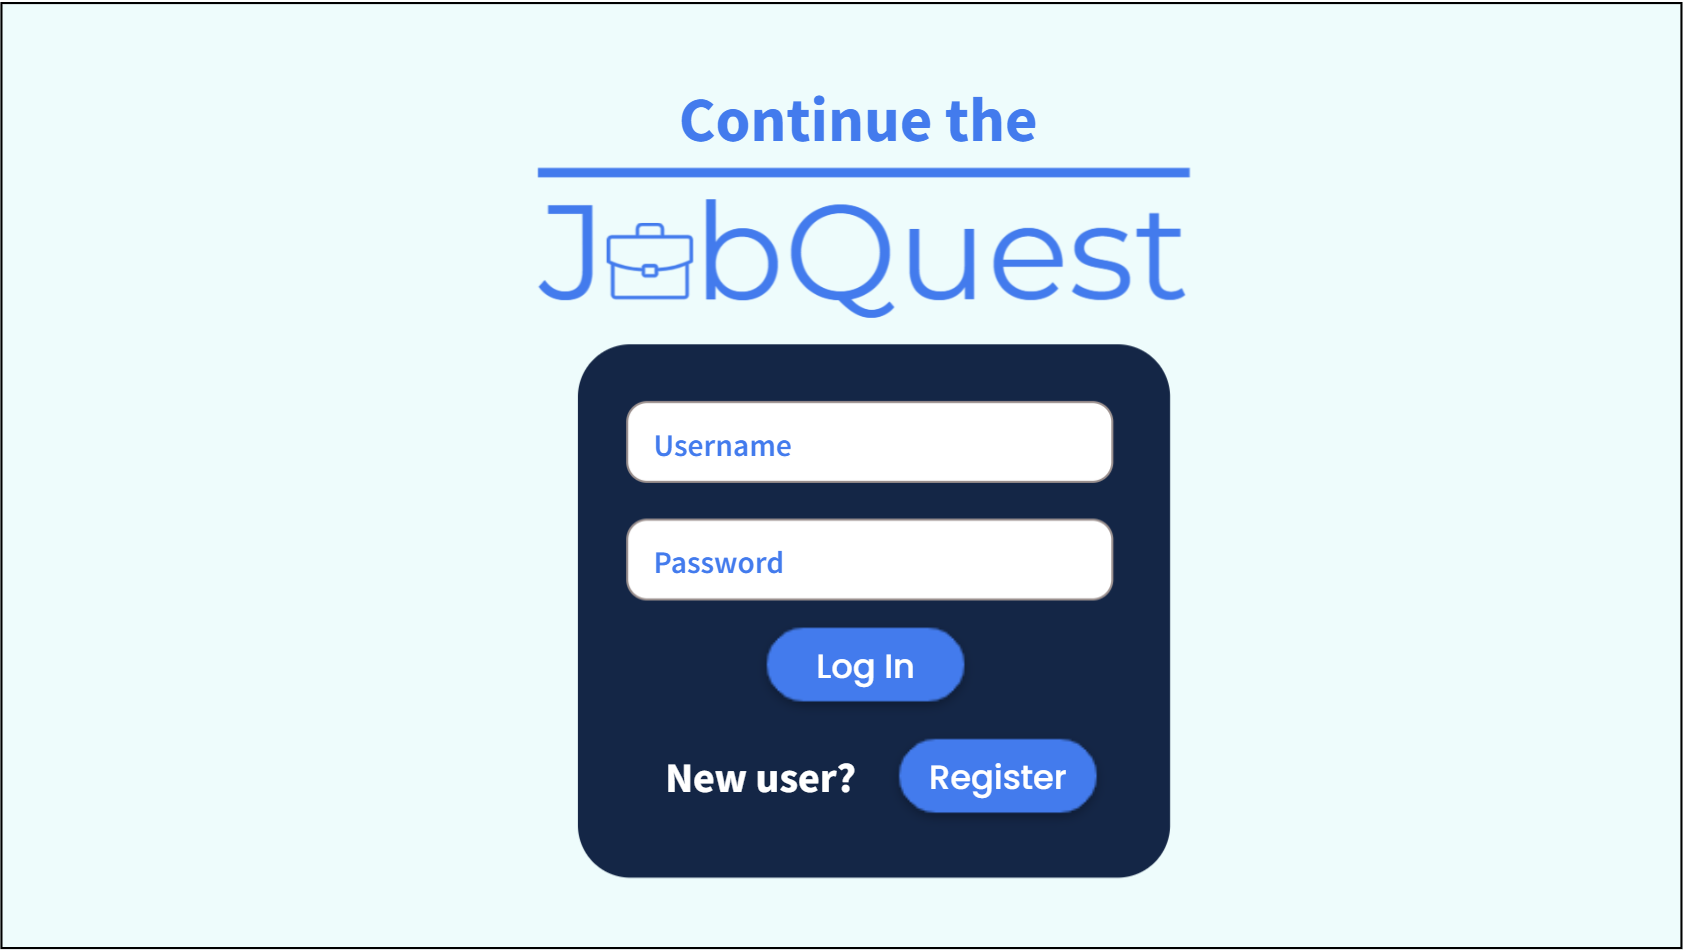 Continue the
JobQuest
Username
Password
Log In
New user? Register